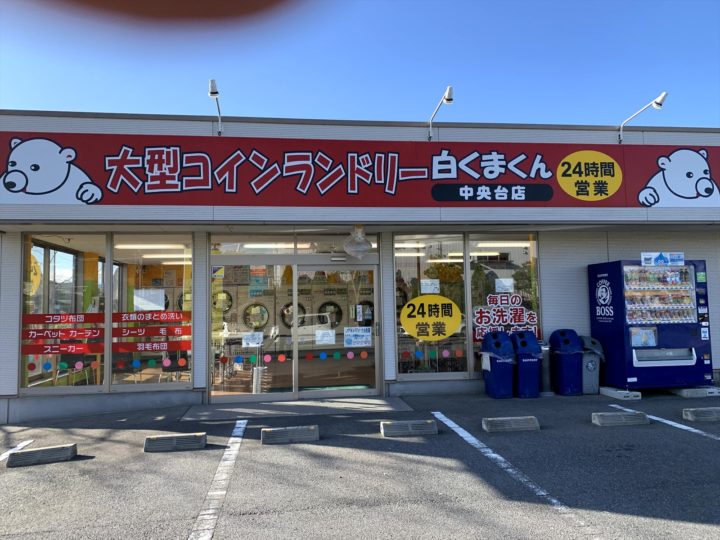 大型コインランドリー白くまくん
中央台店
24時間
営業
コタツ布団
カーペット カーテン
スニーカー
衣類のまとめ洗い
シーツ 毛布
羽毛布団
24時間
営業
毎日の
お洗濯を
BOSS